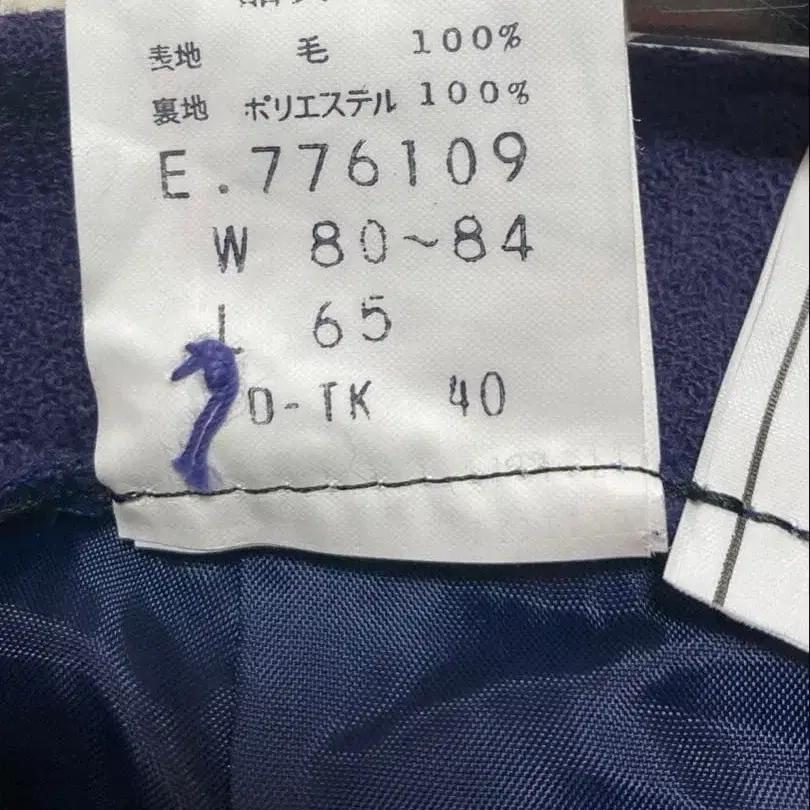 表地 毛 100%
裏地 ポリエステル 100%
E.776109
W 80~84
L 65
D-TK 40